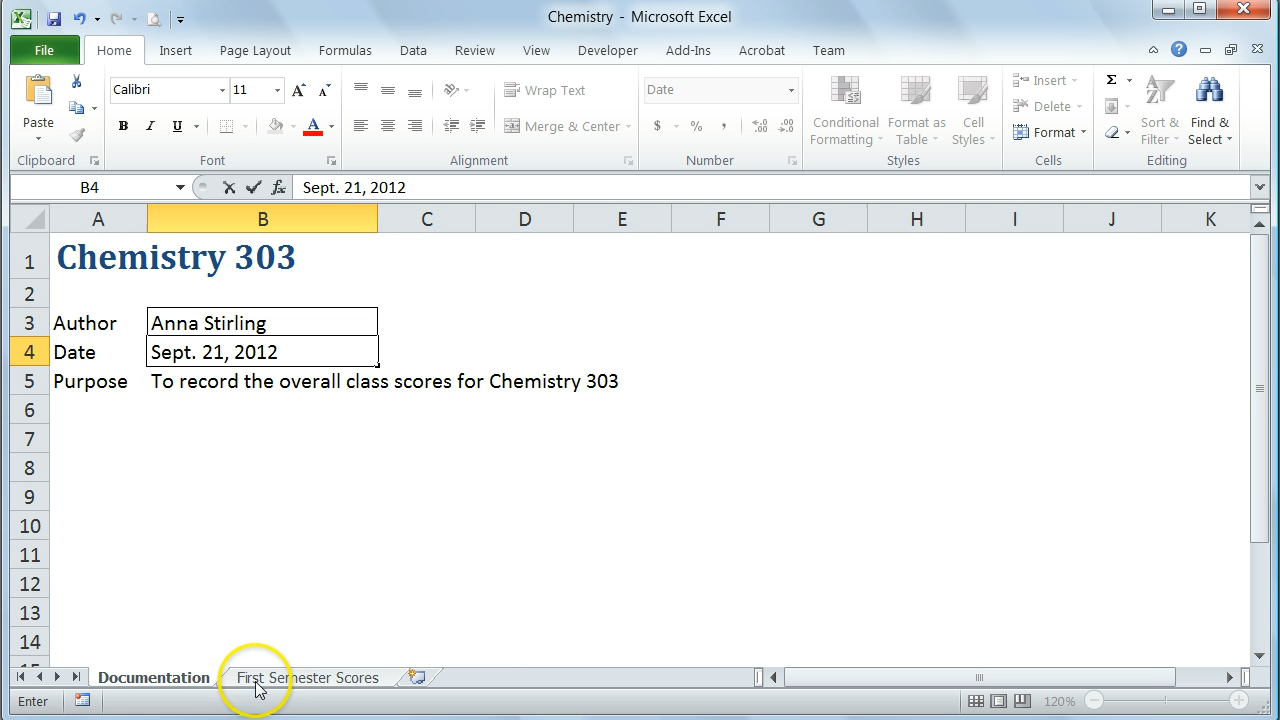 Chemistry - Microsoft Excel
File Home Insert Page Layout Formulas Data Review View Developer Add-Ins Acrobat Team
Calibri 11 Wrap Text Date Insert
Paste Conditional Formatting Format as Table Cell Styles Delete Sort & Filter Find & Select
B I U A Merge & Center $ % , Format
Clipboard Font Alignment Number Styles Cells Editing
B4 fx Sept. 21, 2012
A B C D E F G H I J K
1 Chemistry 303
2
3 Author Anna Stirling
4 Date Sept. 21, 2012
5 Purpose To record the overall class scores for Chemistry 303
6
7
8
9
10
11
12
13
14
15
Documentation First Semester Scores
Enter 120%